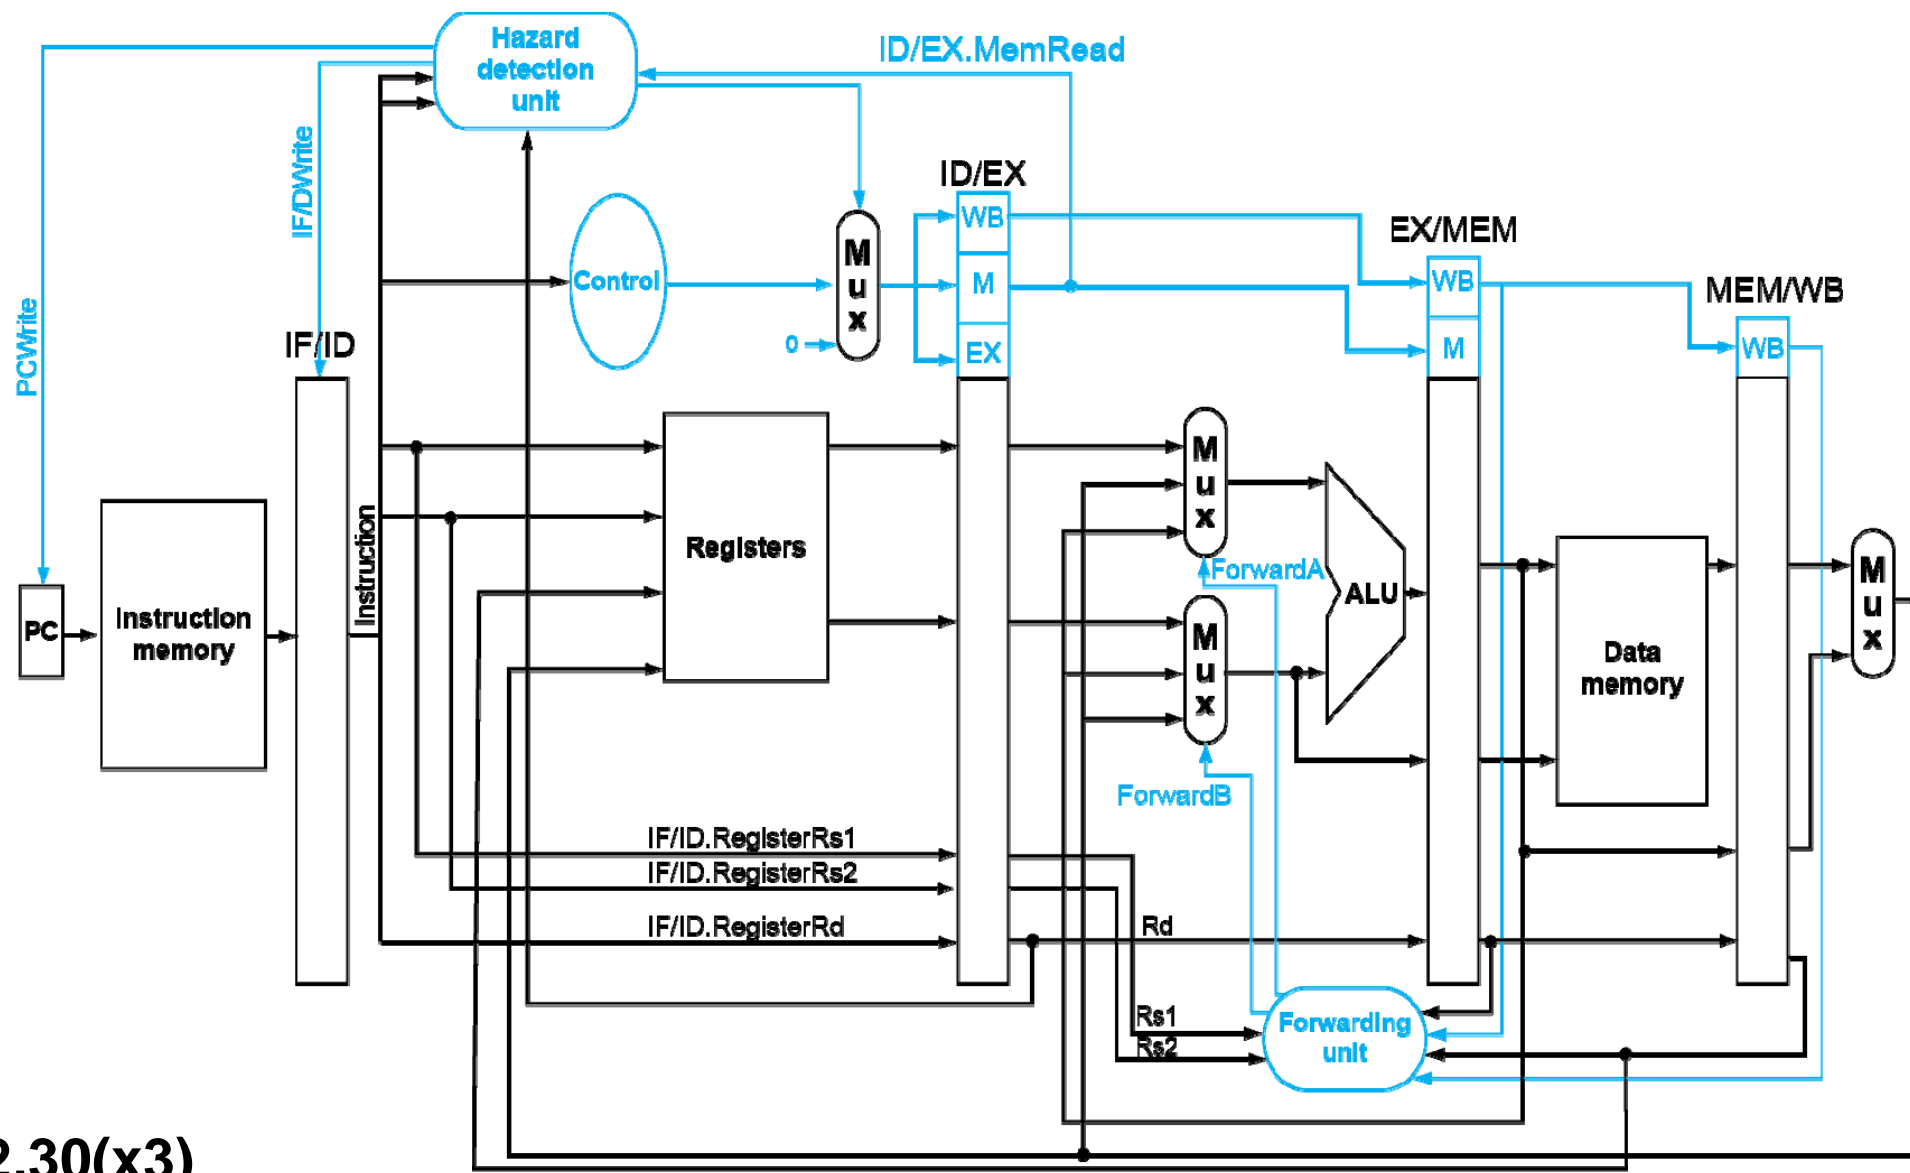 Hazard
detection
unit
ID/EX.MemRead
IF/DWrite
PCWrite
ID/EX
WB
M
EX
EX/MEM
WB
M
MEM/WB
WB
Control
M
u
x
0
IF/ID
Instruction
PC
Instruction
memory
Registers
M
u
x
ForwardA
M
u
x
ForwardB
ALU
Data
memory
M
u
x
IF/ID.RegisterRs1
IF/ID.RegisterRs2
IF/ID.RegisterRd
Rd
Rs1
Rs2
Forwarding
unit
2,30(x3)